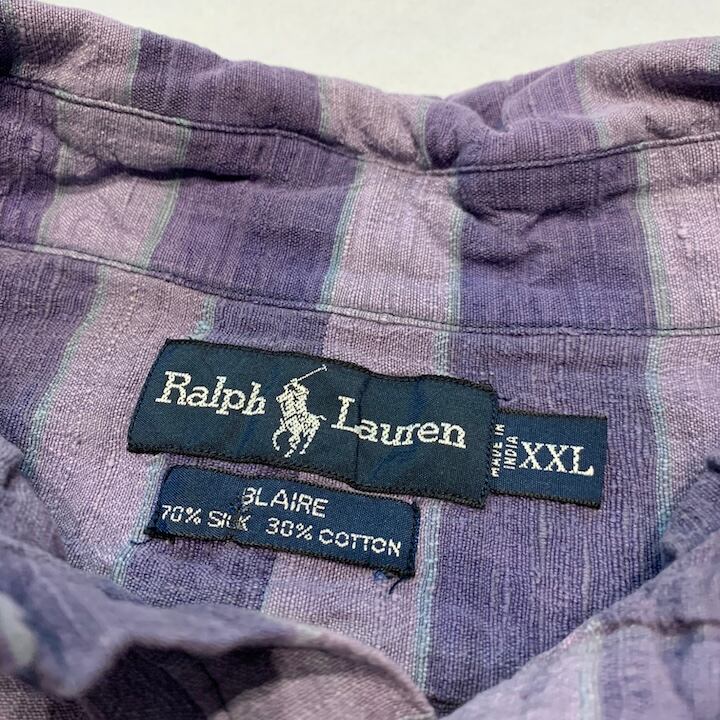 Ralph Lauren
MADE IN
INDIA
XXL
BLAIRE
70% SILK 30% COTTON